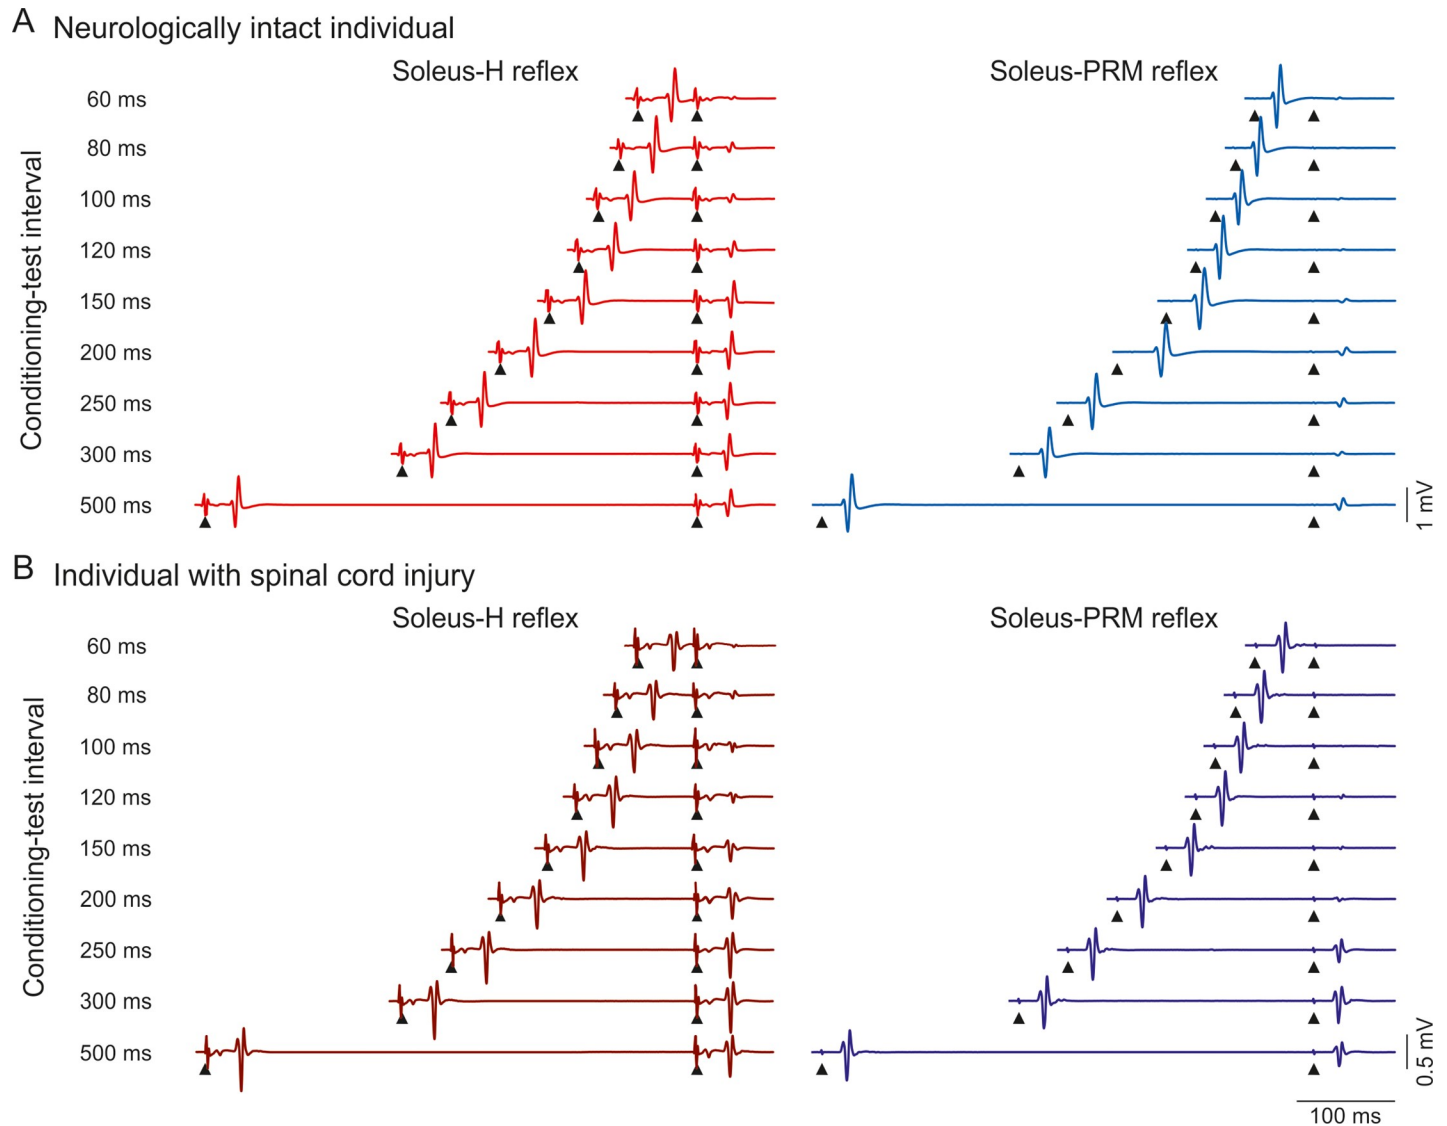 A Neurologically intact individual
Soleus-H reflex
Soleus-PRM reflex
Conditioning-test interval
60 ms
80 ms
100 ms
120 ms
150 ms
200 ms
250 ms
300 ms
500 ms
1 mV
B Individual with spinal cord injury
Soleus-H reflex
Soleus-PRM reflex
Conditioning-test interval
60 ms
80 ms
100 ms
120 ms
150 ms
200 ms
250 ms
300 ms
500 ms
0.5 mV
100 ms